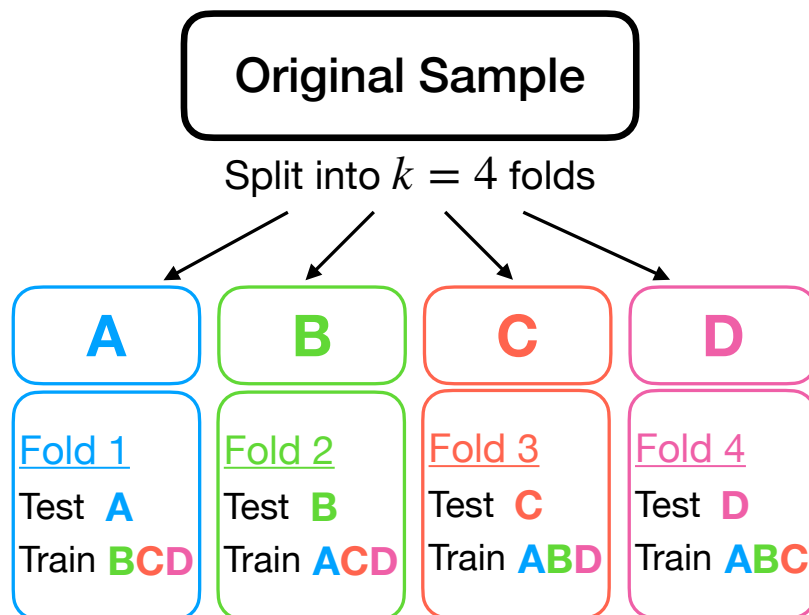 Original Sample
Split into k = 4 folds
A
B
C
D
Fold 1
Test A
Train BCD
Fold 2
Test B
Train ACD
Fold 3
Test C
Train ABD
Fold 4
Test D
Train ABC